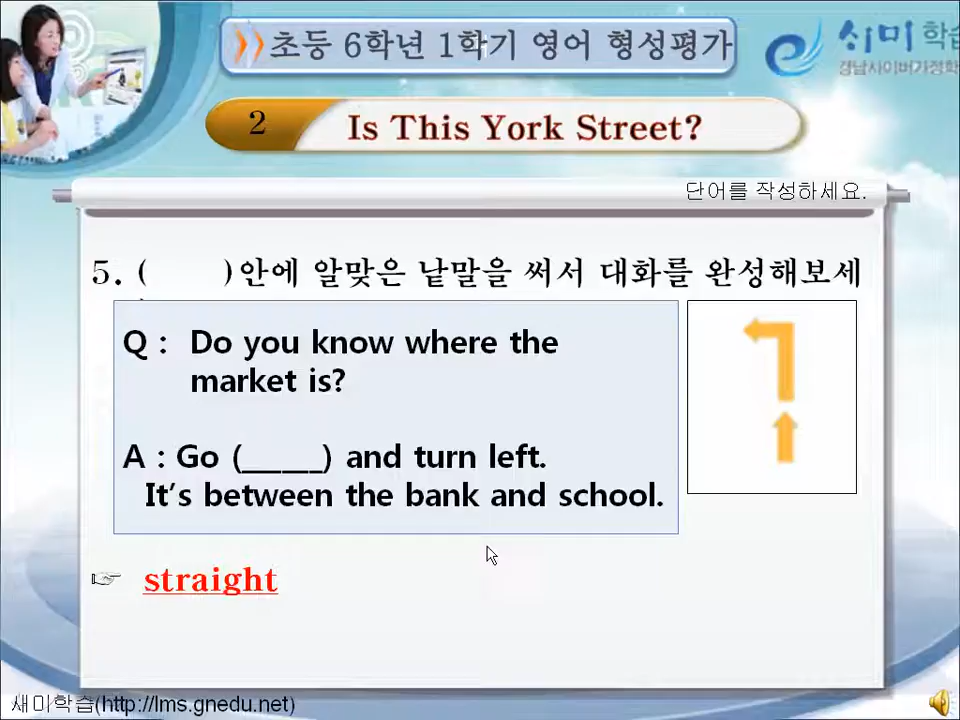 초등 6학년 1학기 영어 형성평가
새미학습
경남사이버가정학
2
Is This York Street?
단어를 작성하세요.
5. ( )안에 알맞은 낱말을 써서 대화를 완성해보세
Q : Do you know where the
market is?
A : Go (_____) and turn left.
It's between the bank and school.
☞ straight
새미학습(http://lms.gnedu.net)